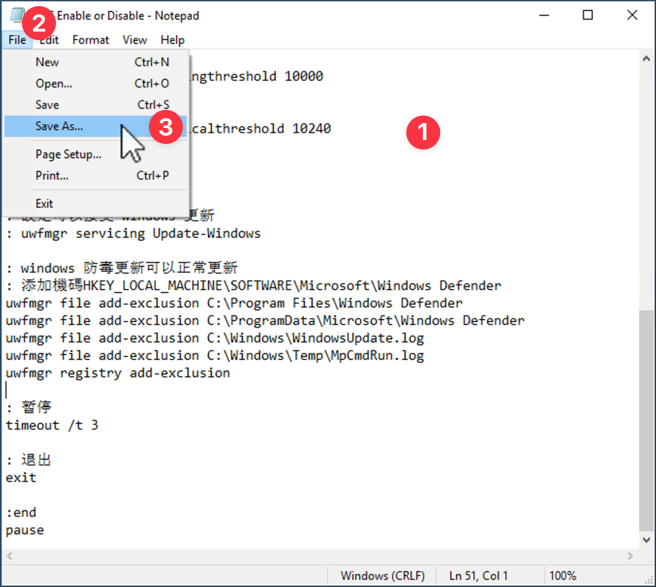 Enable or Disable - Notepad
2
File Edit Format View Help
New Ctrl+N
Open... Ctrl+O
Save Ctrl+S
Save As... 3
Page Setup...
Print... Ctrl+P
Exit
ngthreshold 10000
calthreshold 10240
1
: 設定可以接受 Windows 更新
: uwfmgr servicing Update-Windows
: windows 防毒更新可以正常更新
: 添加機碼HKEY_LOCAL_MACHINE\SOFTWARE\Microsoft\Windows Defender
uwfmgr file add-exclusion C:\Program Files\Windows Defender
uwfmgr file add-exclusion C:\ProgramData\Microsoft\Windows Defender
uwfmgr file add-exclusion C:\Windows\WindowsUpdate.log
uwfmgr file add-exclusion C:\Windows\Temp\MpCmdRun.log
uwfmgr registry add-exclusion
: 暫停
timeout /t 3
: 退出
exit
:end
pause
Windows (CRLF) Ln 51, Col 1 100%